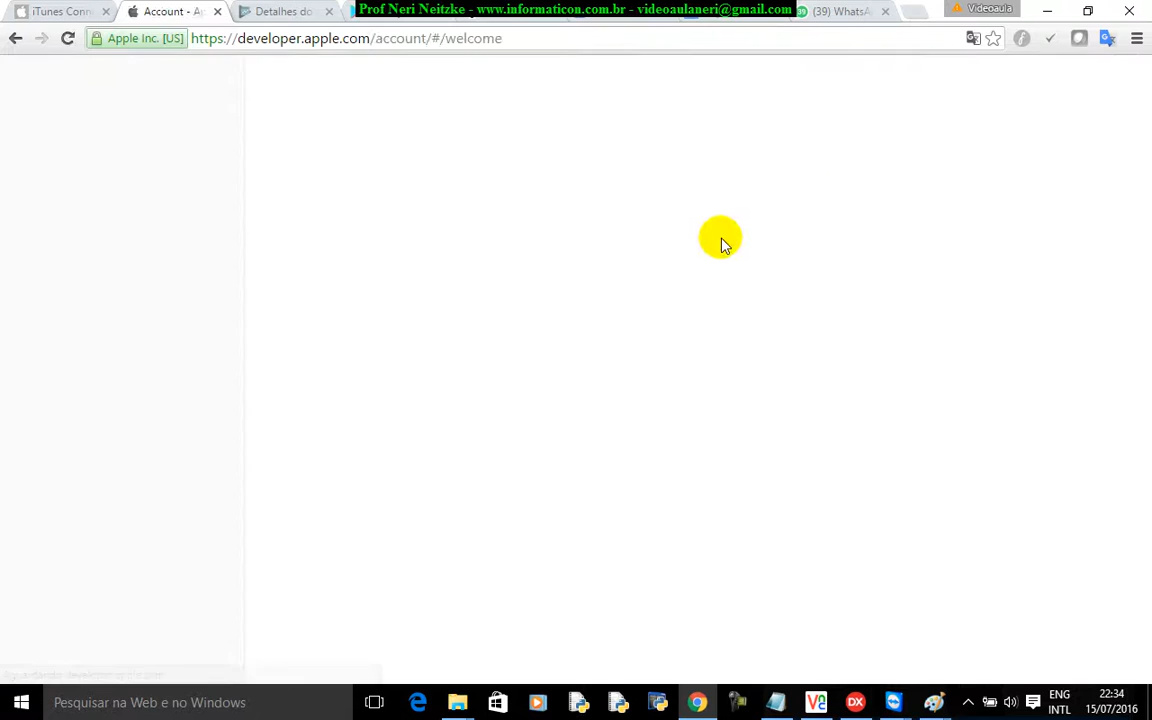 iTunes Conn
Account - Ap
Detalhes do
Prof Neri Neitzke - www.informaticon.com.br - videoaulaneri@gmail.com
(39) WhatsA
Videoaula
Apple Inc. [US]
https://developer.apple.com/account/#/welcome
Pesquisar na Web e no Windows
ENG
INTL
22:34
15/07/2016